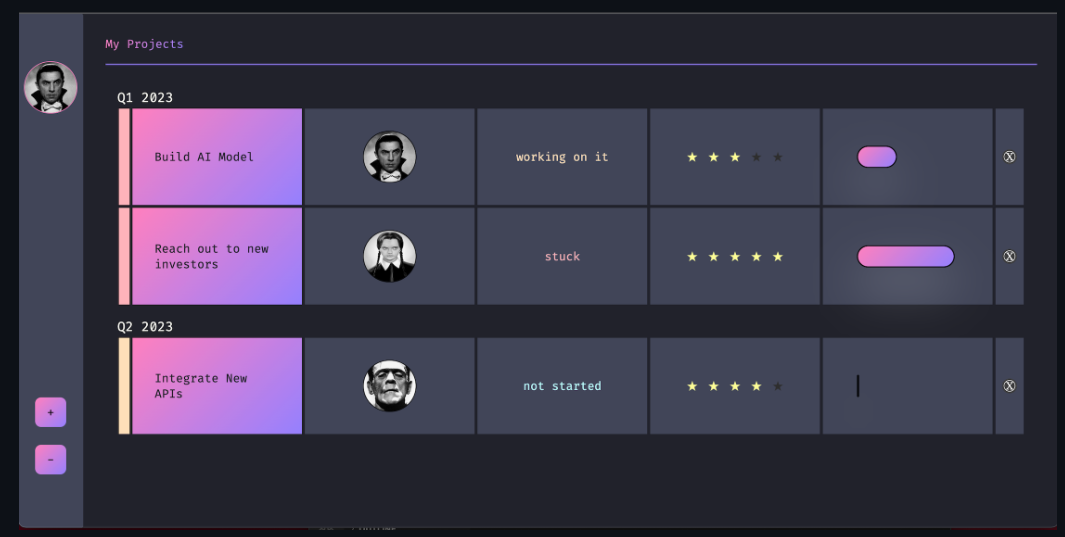 My Projects
Q1 2023
Build AI Model
working on it
★ ★ ★ ★ ★
Reach out to new
investors
stuck
★ ★ ★ ★ ★
Q2 2023
Integrate New
APIs
not started
★ ★ ★ ★ ★
+
-